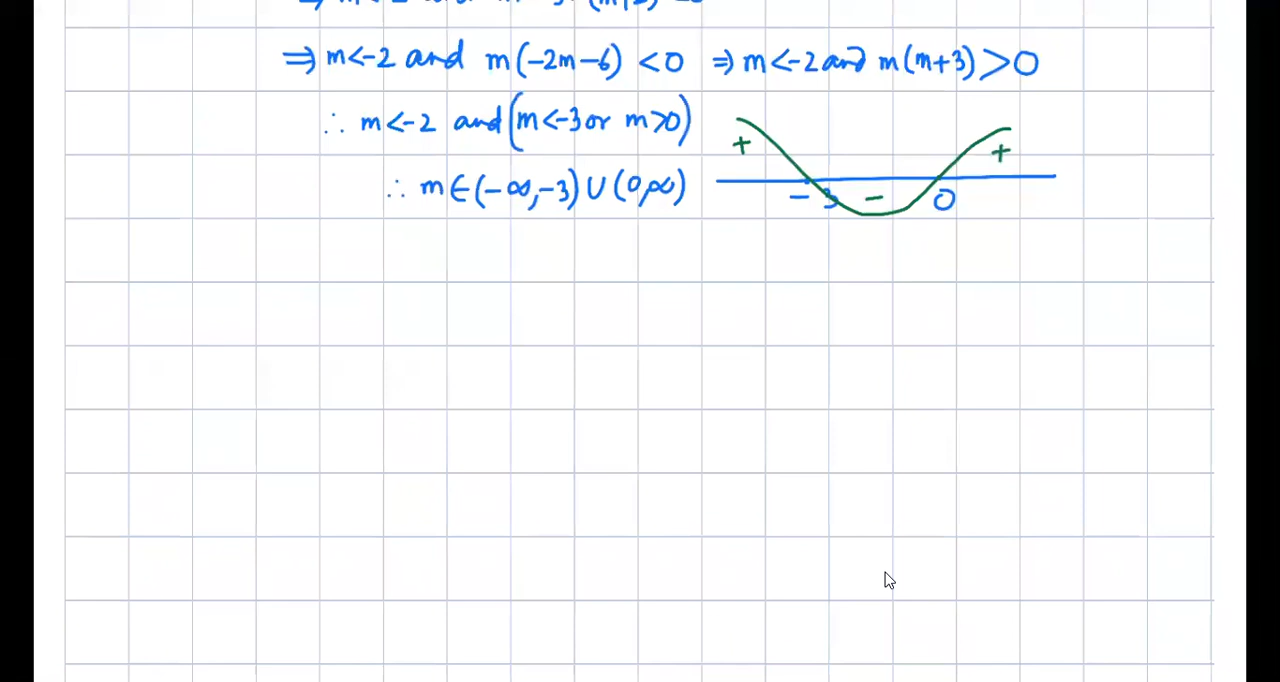 ⇒ m<-2 and m(-2m-6) <0 ⇒ m<-2 and m(m+3)>0
∴ m<-2 and (m<-3 or m>0)
∴ m∈(-∞,-3)∪(0,∞)
+ +
-3 - 0